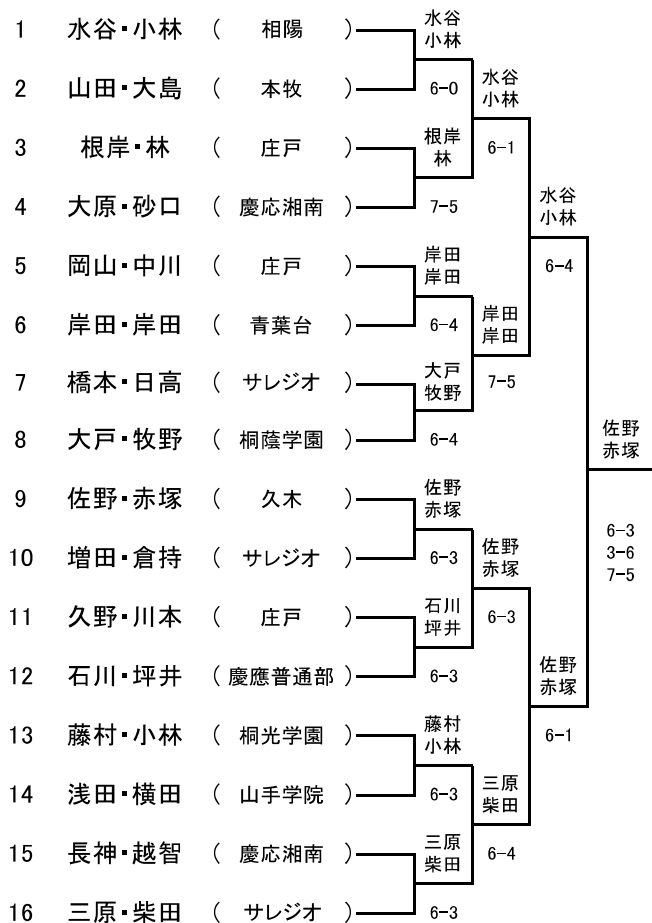 1 水谷・小林 ( 相陽 )
2 山田・大島 ( 本牧 )
3 根岸・林 ( 庄戸 )
4 大原・砂口 ( 慶応湘南 )
5 岡山・中川 ( 庄戸 )
6 岸田・岸田 ( 青葉台 )
7 橋本・日高 ( サレジオ )
8 大戸・牧野 ( 桐蔭学園 )
9 佐野・赤塚 ( 久木 )
10 増田・倉持 ( サレジオ )
11 久野・川本 ( 庄戸 )
12 石川・坪井 ( 慶應普通部 )
13 藤村・小林 ( 桐光学園 )
14 浅田・横田 ( 山手学院 )
15 長神・越智 ( 慶応湘南 )
16 三原・柴田 ( サレジオ )
水谷
小林
6-0
根岸
林
7-5
岸田
岸田
6-4
大戸
牧野
6-4
佐野
赤塚
6-3
石川
坪井
6-3
藤村
小林
6-3
三原
柴田
6-3
水谷
小林
6-1
岸田
岸田
7-5
佐野
赤塚
6-3
三原
柴田
6-4
水谷
小林
6-4
佐野
赤塚
6-1
佐野
赤塚
6-3
3-6
7-5